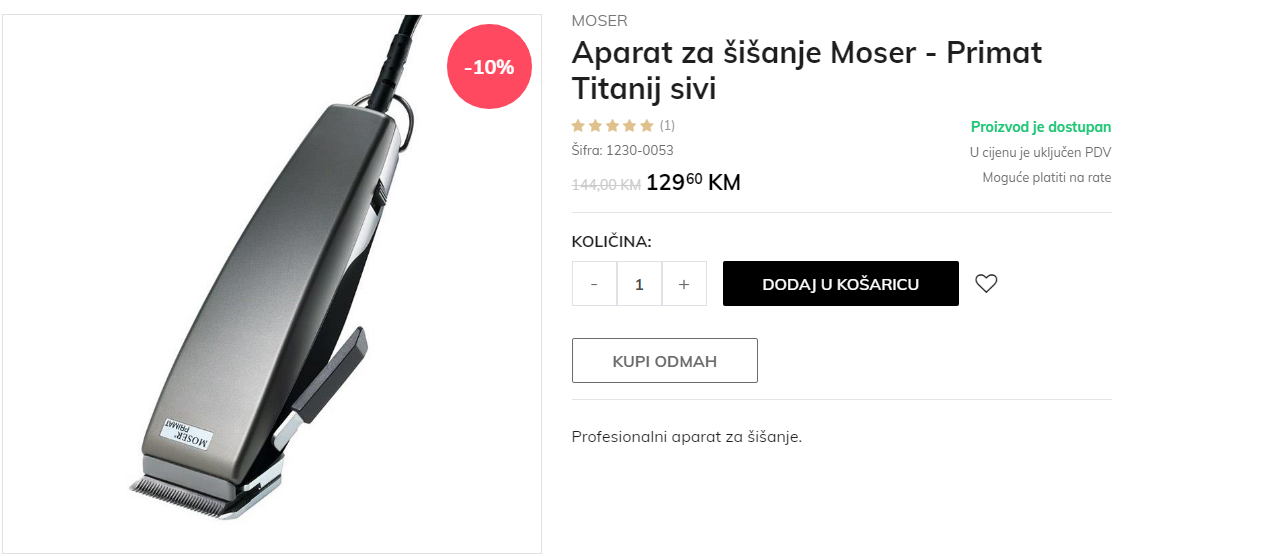 -10%
MOSER
PRIMAT
MOSER
Aparat za šišanje Moser - Primat
Titanij sivi
(1)
Šifra: 1230-0053
144,00 KM 129⁶⁰ KM
Proizvod je dostupan
U cijenu je uključen PDV
Moguće platiti na rate
KOLIČINA:
- 1 +
DODAJ U KOŠARICU
KUPI ODMAH
Profesionalni aparat za šišanje.